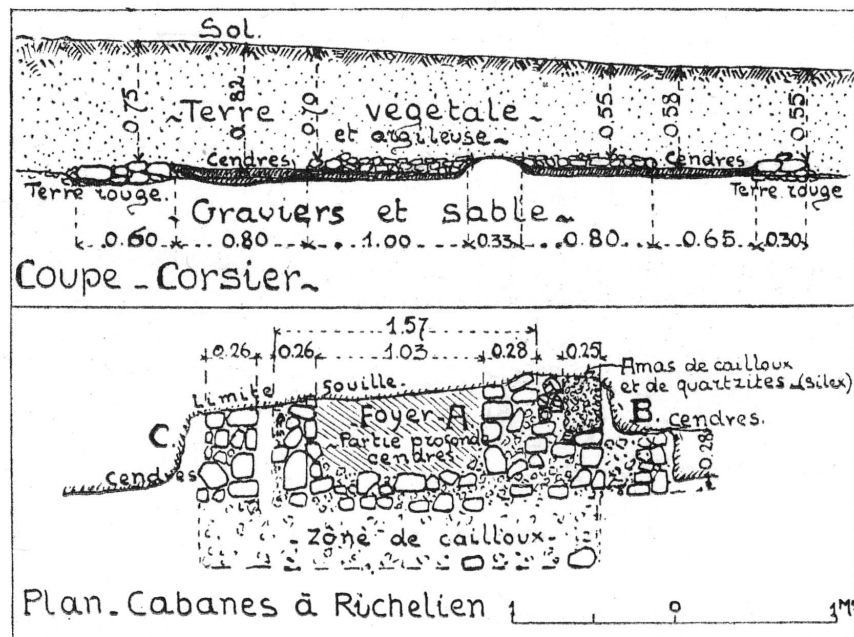 Sol.
0.75
0.82
0.70
0.55
0.58
0.55
Terre végétale
et argileuse
Cendres
Cendres
Terre rouge.
Terre rouge
Graviers et sable
0.60 0.80 1.00 0.33 0.80 0.65 0.30
Coupe - Corsier
1.57
0.26 0.26 1.03 0.28 0.25
Amas de cailloux
et de quartzites (silex)
Limite fouille.
Foyer-A
Partie profonde
cendres
C
Cendres
B.
Cendres.
0.28
Zône de cailloux
Plan - Cabanes à Richelien
1 0 1 Mt